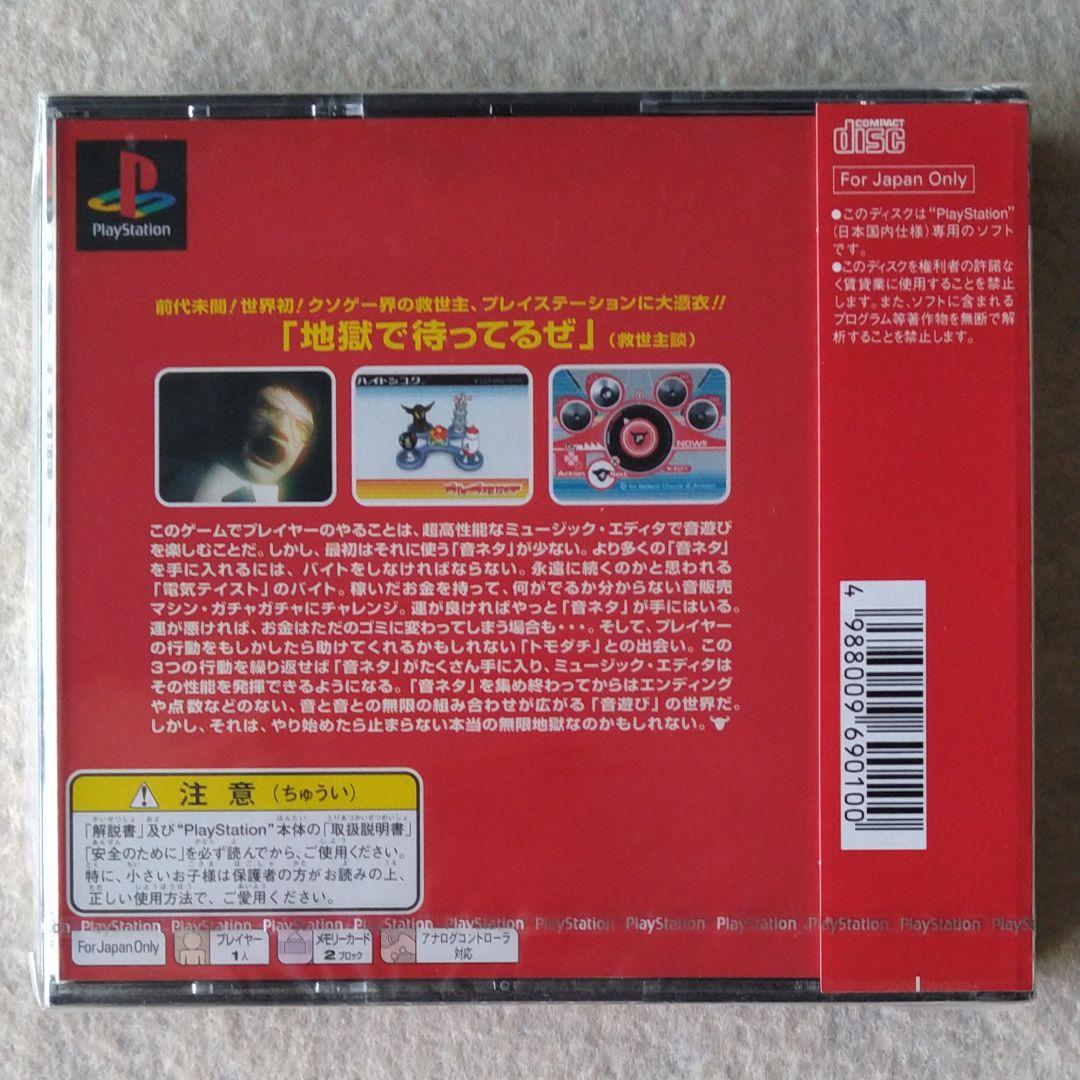 PlayStation
前代未聞!世界初!クソゲー界の救世主、プレイステーションに大憑衣!!
「地獄で待ってるぜ」(救世主談)
バイトシヨウ
NOW!!
Action
Next
このゲームでプレイヤーのやることは、超高性能なミュージック・エディタで音遊び
を楽しむことだ。しかし、最初はそれに使う「音ネタ」が少ない。より多くの「音ネタ」
を手に入れるには、バイトをしなければならない。永遠に続くのかと思われる
「電気テイスト」のバイト。稼いだお金を持って、何がでるか分からない音販売
マシン・ガチャガチャにチャレンジ。運が良ければやっと「音ネタ」が手にはいる。
運が悪ければ、お金はただのゴミに変わってしまう場合も・・・。そして、プレイヤー
の行動をもしかしたら助けてくれるかもしれない「トモダチ」との出会い。この
3つの行動を繰り返せば「音ネタ」がたくさん手に入り、ミュージック・エディタは
その性能を発揮できるようになる。「音ネタ」を集め終わってからはエンディング
や点数などのない、音と音との無限の組み合わせが広がる「音遊び」の世界だ。
しかし、それは、やり始めたら止まらない本当の無限地獄なのかもしれない。
注意(ちゅうい)
「解説書」及び“PlayStation”本体の「取扱説明書」
「安全のために」を必ず読んでから、ご使用ください。
特に、小さいお子様は保護者の方がお読みの上、
正しい使用方法で、ご愛用ください。
on PlayStation PlayStation PlayStation PlayStation PlayStation PlayStation PlayStation PlayStation PlayStation PlaySt
For Japan Only
プレイヤー
1人
メモリーカード
2ブロック
アナログコントローラ
対応
COMPACT
disc
For Japan Only
●このディスクは“PlayStation”
(日本国内仕様)専用のソフト
です。
●このディスクを権利者の許諾な
く賃貸業に使用することを禁止
します。また、ソフトに含まれる
プログラム等著作物を無断で解
析することを禁止します。
4 988009 690100